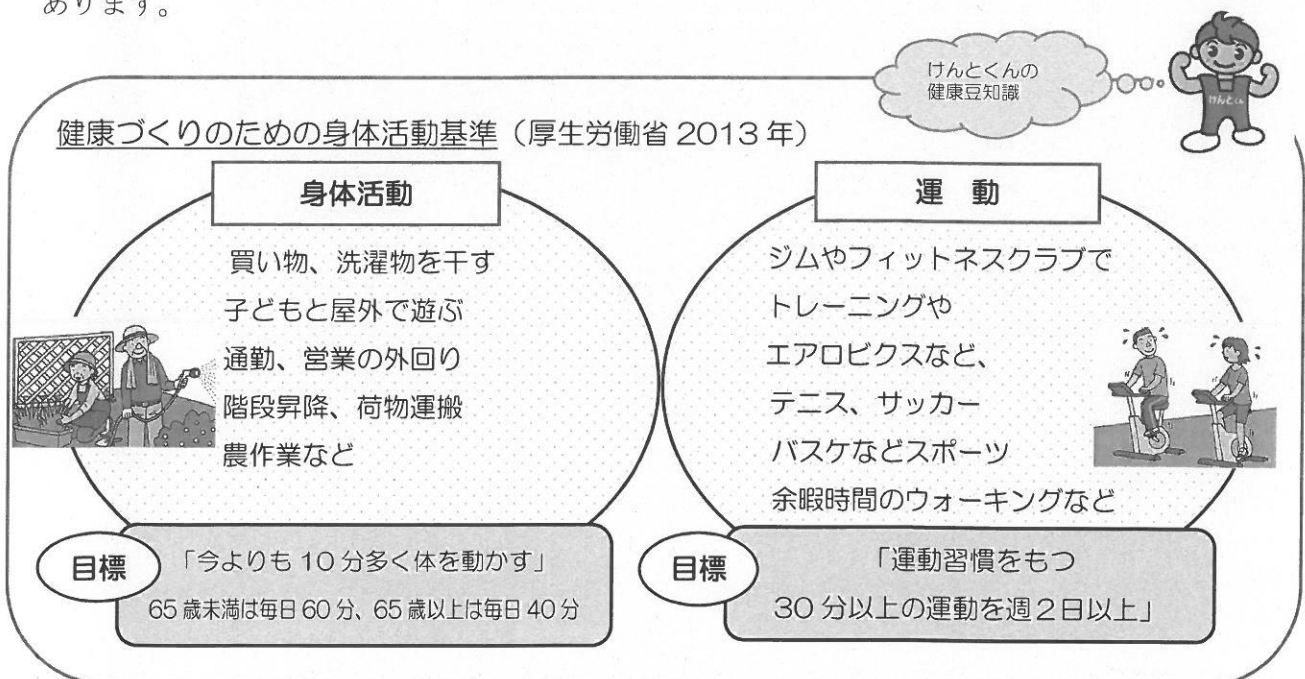 あります。
けんとくんの
健康豆知識
けんとくん
健康づくりのための身体活動基準（厚生労働省 2013 年）
身体活動
買い物、洗濯物を干す
子どもと屋外で遊ぶ
通勤、営業の外回り
階段昇降、荷物運搬
農作業など
目標
「今よりも 10 分多く体を動かす」
65 歳未満は毎日 60 分、65 歳以上は毎日 40 分
運 動
ジムやフィットネスクラブで
トレーニングや
エアロビクスなど、
テニス、サッカー
バスケなどスポーツ
余暇時間のウォーキングなど
目標
「運動習慣をもつ
30 分以上の運動を週２日以上」